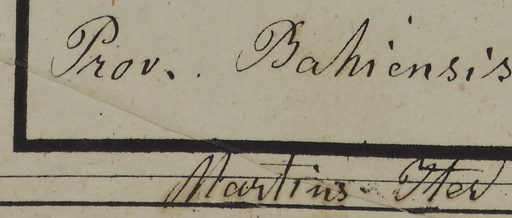 Prov. Bahiensis
Martius. Iter